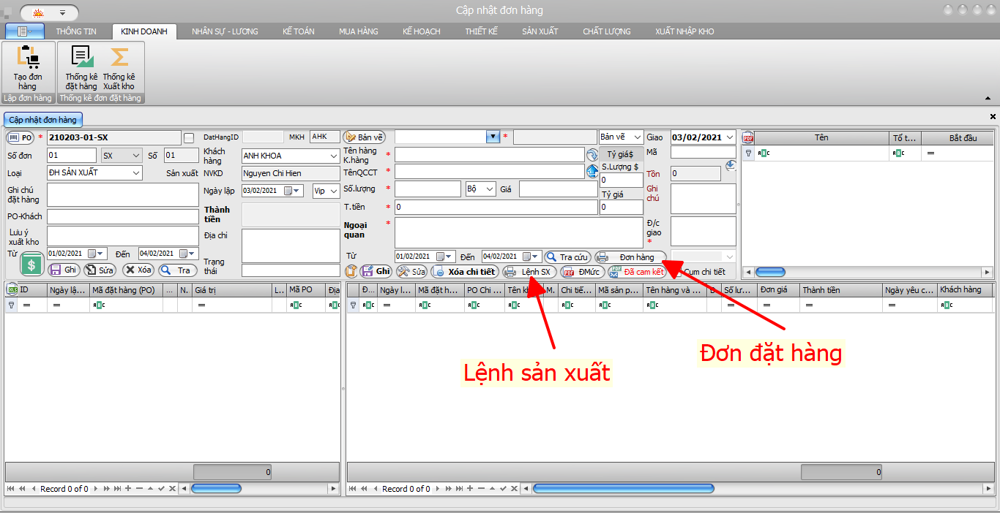 Cập nhật đơn hàng
THÔNG TIN KINH DOANH NHÂN SỰ - LƯƠNG KẾ TOÁN MUA HÀNG KẾ HOẠCH THIẾT KẾ SẢN XUẤT CHẤT LƯỢNG XUẤT NHẬP KHO
Tạo đơn hàng
Thống kê đặt hàng
Thống kê Xuất kho
Lập đơn hàng Thống kê đơn đặt hàng
Cập nhật đơn hàng
PO * 210203-01-SX DatHangID MKH AHK
Số đơn 01 SX Số 01 Khách hàng ANH KHOA
Loại ĐH SẢN XUẤT Sản xuất NVKD Nguyen Chi Hien
Ghi chú đặt hàng Ngày lập 03/02/2021 Vip
PO-Khách Thành tiền
Lưu ý xuất kho Địa chỉ
Từ 01/02/2021 Đến 04/02/2021
$ Ghi Sửa Xóa Tra Trạng thái
Bản vẽ * Bản vẽ Giao 03/02/2021
Tên hàng K.hàng * Tỷ giá$ Mã
TênQCCT * S.Lượng $ 0 Tồn 0
Số.lượng * Bộ Giá Tỷ giá Ghi chú
T.tiền * 0 0
Ngoại quan * Đ/c giao *
Từ 01/02/2021 Đến 04/02/2021 Tra cứu Đơn hàng
Ghi Sửa Xóa chi tiết Lệnh SX PDF ĐMức Đã cam kết Cụm chi tiết
PDF Tên Tổ t... Bắt đầu
ID Ngày lậ... Mã đặt hàng (PO) ... N. Giá trị L.. Mã PO Địa
Đ... Ngày l... Mã đặt h... PO Chi ... Tên kh M. Chi tiế... Mã sản p... Tên hàng và ... Số lư... Đơn giá Thành tiền Ngày yêu c... Khách hàng
Lệnh sản xuất
Đơn đặt hàng
0
0
Record 0 of 0
Record 0 of 0